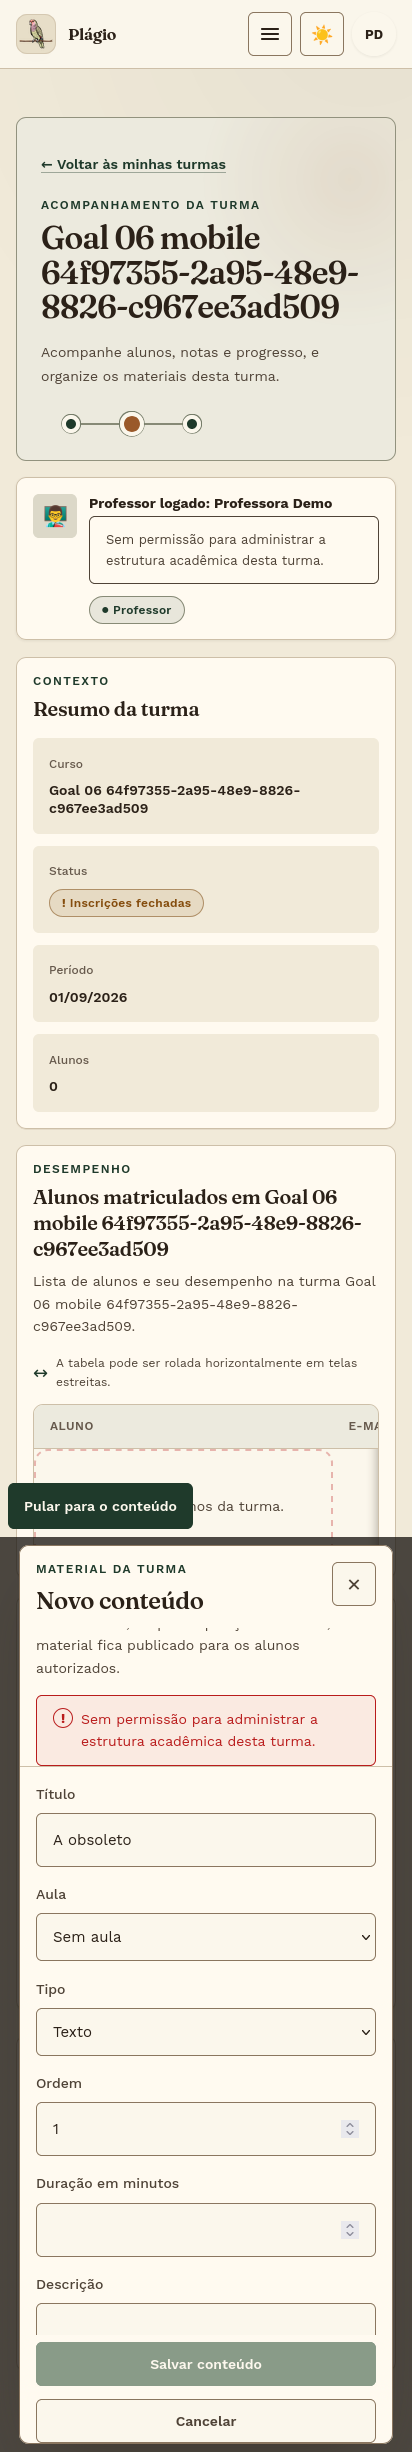 Plágio
PD
← Voltar às minhas turmas
ACOMPANHAMENTO DA TURMA
Goal 06 mobile
64f97355-2a95-48e9-
8826-c967ee3ad509
Acompanhe alunos, notas e progresso, e
organize os materiais desta turma.
Professor logado: Professora Demo
Sem permissão para administrar a
estrutura acadêmica desta turma.
Professor
CONTEXTO
Resumo da turma
Curso
Goal 06 64f97355-2a95-48e9-8826-
c967ee3ad509
Status
! Inscrições fechadas
Período
01/09/2026
Alunos
0
DESEMPENHO
Alunos matriculados em Goal 06
mobile 64f97355-2a95-48e9-8826-
c967ee3ad509
Lista de alunos e seu desempenho na turma Goal
06 mobile 64f97355-2a95-48e9-8826-
c967ee3ad509.
↔ A tabela pode ser rolada horizontalmente em telas
estreitas.
ALUNO E-MA
Pular para o conteúdo
nos da turma.
MATERIAL DA TURMA
Novo conteúdo
material fica publicado para os alunos
autorizados.
! Sem permissão para administrar a
estrutura acadêmica desta turma.
Título
A obsoleto
Aula
Sem aula
Tipo
Texto
Ordem
1
Duração em minutos
Descrição
Salvar conteúdo
Cancelar